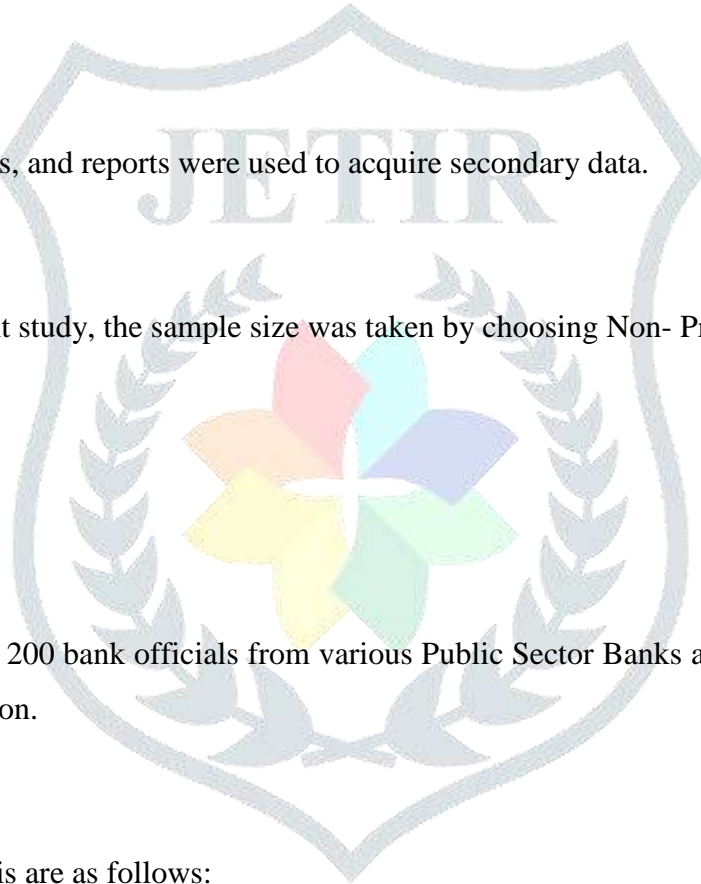 JETIR
s, and reports were used to acquire secondary data.
t study, the sample size was taken by choosing Non- Pr
200 bank officials from various Public Sector Banks a
on.
is are as follows: